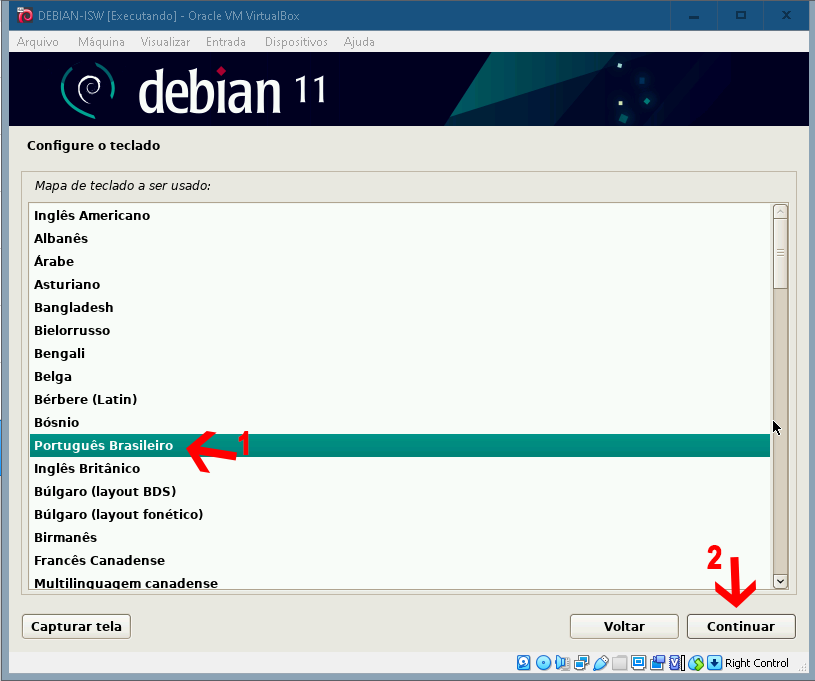 DEBIAN-ISW [Executando] - Oracle VM VirtualBox
Arquivo Máquina Visualizar Entrada Dispositivos Ajuda
debian 11
Configure o teclado
Mapa de teclado a ser usado:
Inglês Americano
Albanês
Árabe
Asturiano
Bangladesh
Bielorrusso
Bengali
Belga
Bérbere (Latin)
Bósnio
Português Brasileiro 1
Inglês Britânico
Búlgaro (layout BDS)
Búlgaro (layout fonético)
Birmanês
Francês Canadense
Multilinguagem canadense
2
Capturar tela Voltar Continuar
Right Control